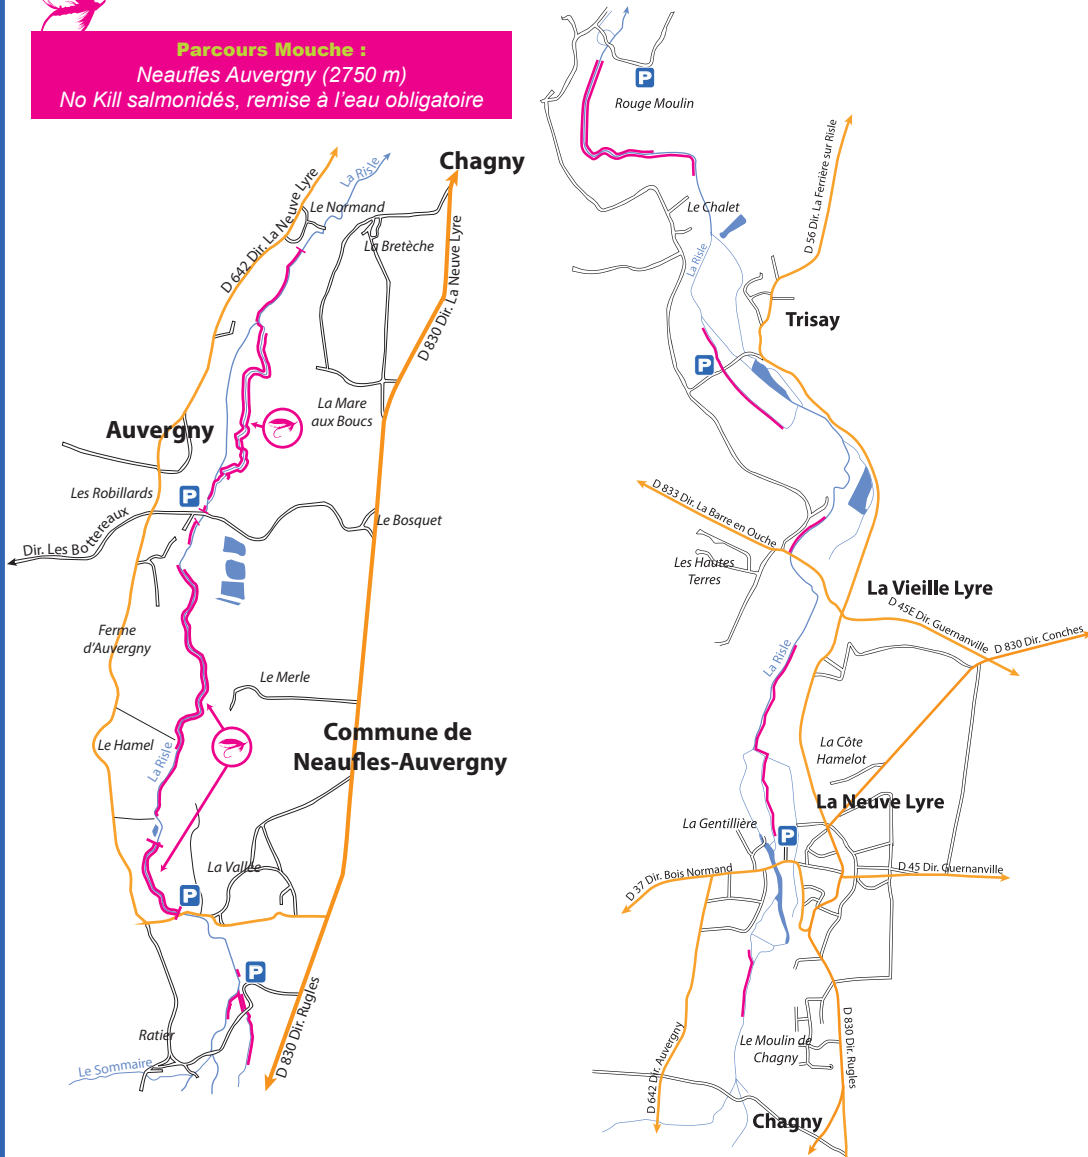 Parcours Mouche :
Neaufles Auvergny (2750 m)
No Kill salmonidés, remise à l'eau obligatoire
Chagny
La Risle
D 642 Dir. La Neuve Lyre
Le Normand
La Bretèche
D 830 Dir. La Neuve Lyre
La Mare
aux Boucs
Auvergny
Les Robillards
P
Le Bosquet
Dir. Les Bottereaux
Ferme
d'Auvergny
Le Merle
Commune de
Neaufles-Auvergny
Le Hamel
La Risle
La Vallée
P
P
D 830 Dir. Rugles
Ratier
Le Sommaire
P
Rouge Moulin
D 56 Dir. La Ferrière sur Risle
Le Chalet
La Risle
Trisay
P
D 833 Dir. La Barre en Ouche
Les Hautes
Terres
La Vieille Lyre
D 45E Dir. Guernanville
D 830 Dir. Conches
La Risle
La Côte
Hamelot
La Neuve Lyre
La Gentillière
P
D 37 Dir. Bois Normand
D 45 Dir. Guernanville
Le Moulin de
Chagny
D 830 Dir. Rugles
D 642 Dir. Auvergny
Chagny